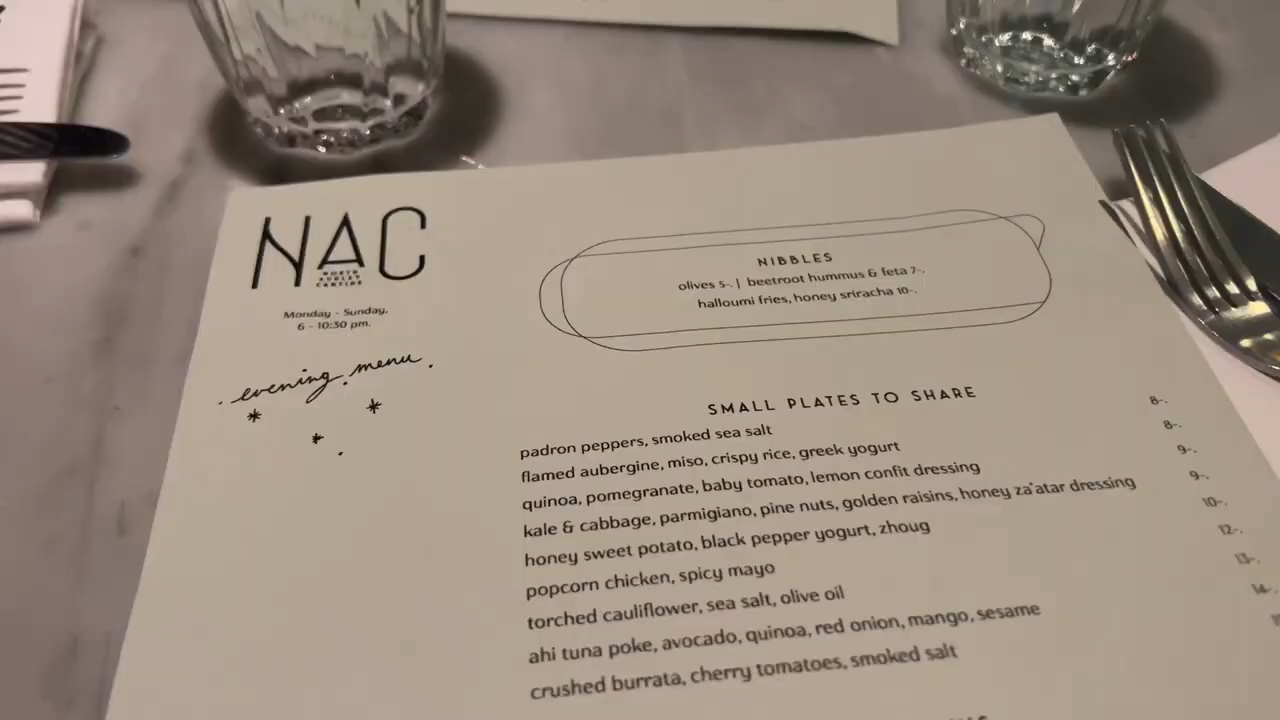 NAC
NORTH
AUDLEY
CANTINE
Monday - Sunday,
6 - 10:30 pm.
evening menu
NIBBLES
olives 5-. | beetroot hummus & feta 7-.
halloumi fries, honey sriracha 10-.
SMALL PLATES TO SHARE
padron peppers, smoked sea salt 8-.
flamed aubergine, miso, crispy rice, greek yogurt 8-.
quinoa, pomegranate, baby tomato, lemon confit dressing 9-.
kale & cabbage, parmigiano, pine nuts, golden raisins, honey za'atar dressing 9-.
honey sweet potato, black pepper yogurt, zhoug 10-.
popcorn chicken, spicy mayo 12-.
torched cauliflower, sea salt, olive oil 13-.
ahi tuna poke, avocado, quinoa, red onion, mango, sesame 14-.
crushed burrata, cherry tomatoes, smoked salt